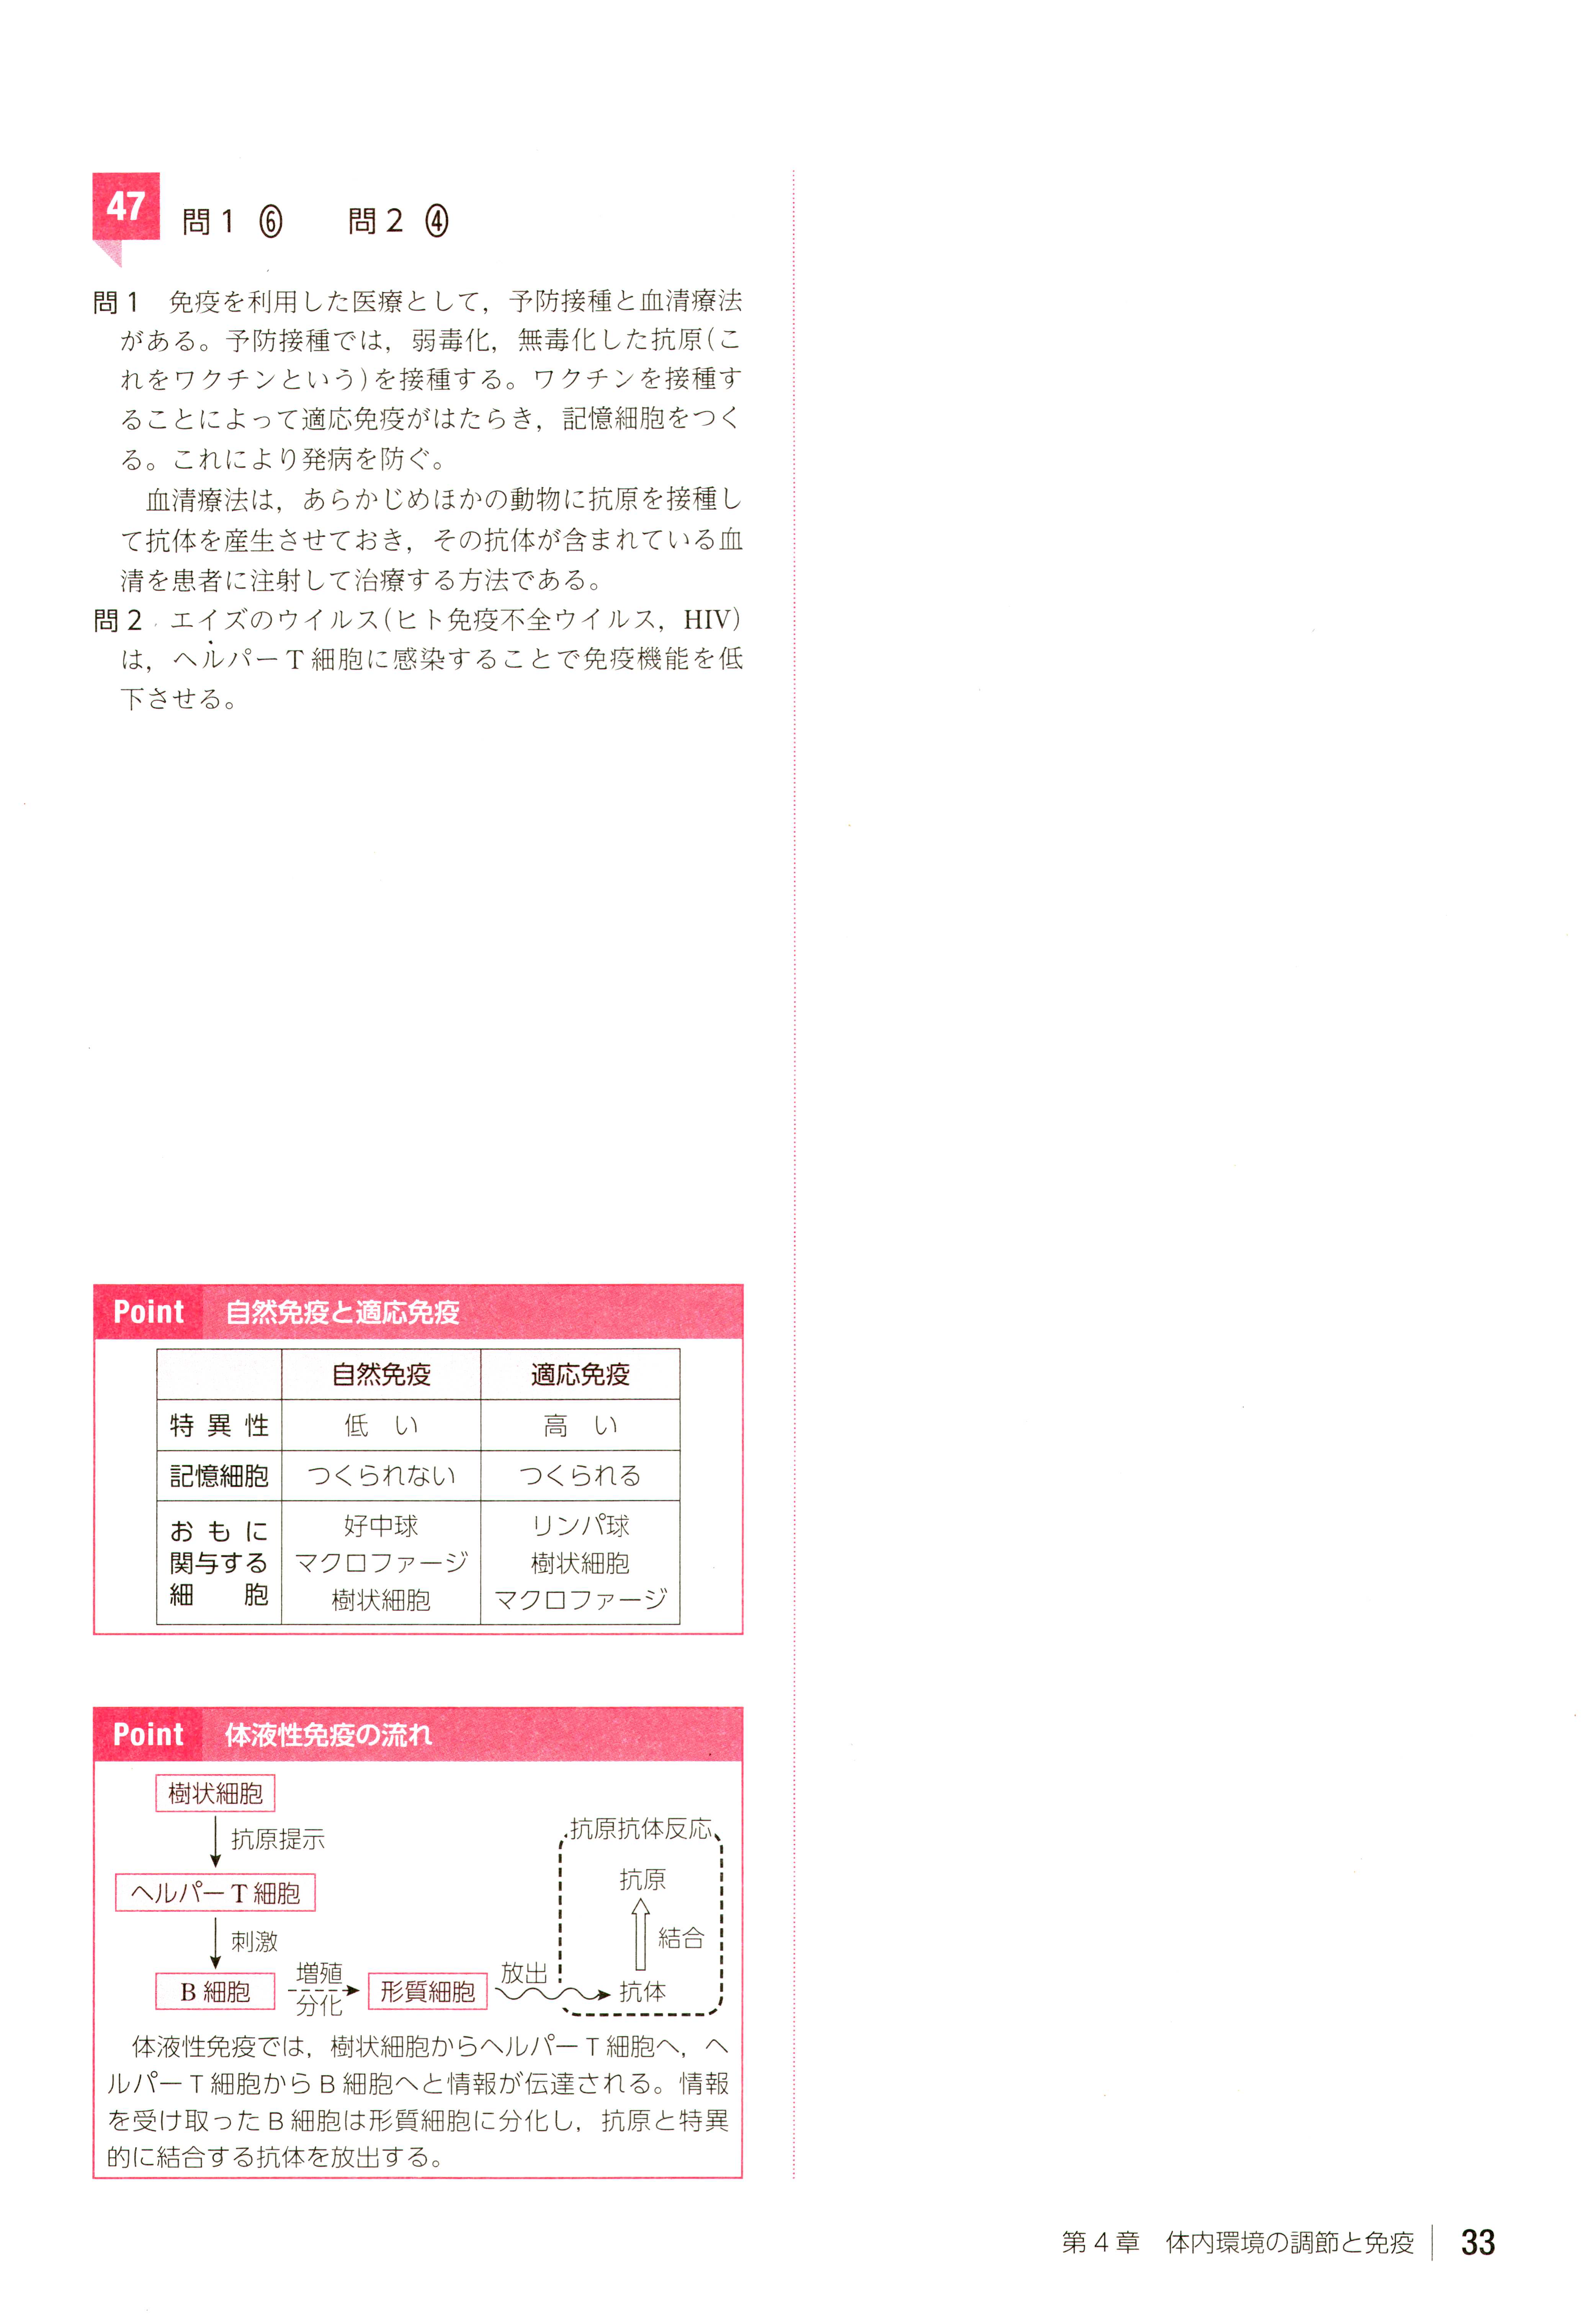 47
問1 ⑥　問2 ④
問1　免疫を利用した医療として，予防接種と血清療法
がある。予防接種では，弱毒化，無毒化した抗原(こ
れをワクチンという)を接種する。ワクチンを接種す
ることによって適応免疫がはたらき，記憶細胞をつく
る。これにより発病を防ぐ。
血清療法は，あらかじめほかの動物に抗原を接種し
て抗体を産生させておき，その抗体が含まれている血
清を患者に注射して治療する方法である。
問2　エイズのウイルス(ヒト免疫不全ウイルス，HIV)
は，ヘルパーT細胞に感染することで免疫機能を低
下させる。
Point　自然免疫と適応免疫
自然免疫　適応免疫
特異性　低い　高い
記憶細胞　つくられない　つくられる
おもに関与する細胞
好中球　リンパ球
マクロファージ　樹状細胞
樹状細胞　マクロファージ
Point　体液性免疫の流れ
樹状細胞
抗原提示
ヘルパーT細胞
刺激
B細胞
増殖
分化
形質細胞
放出
抗原抗体反応
抗原
結合
抗体
体液性免疫では，樹状細胞からヘルパーT細胞へ，ヘ
ルパーT細胞からB細胞へと情報が伝達される。情報
を受け取ったB細胞は形質細胞に分化し，抗原と特異
的に結合する抗体を放出する。
第4章　体内環境の調節と免疫　33